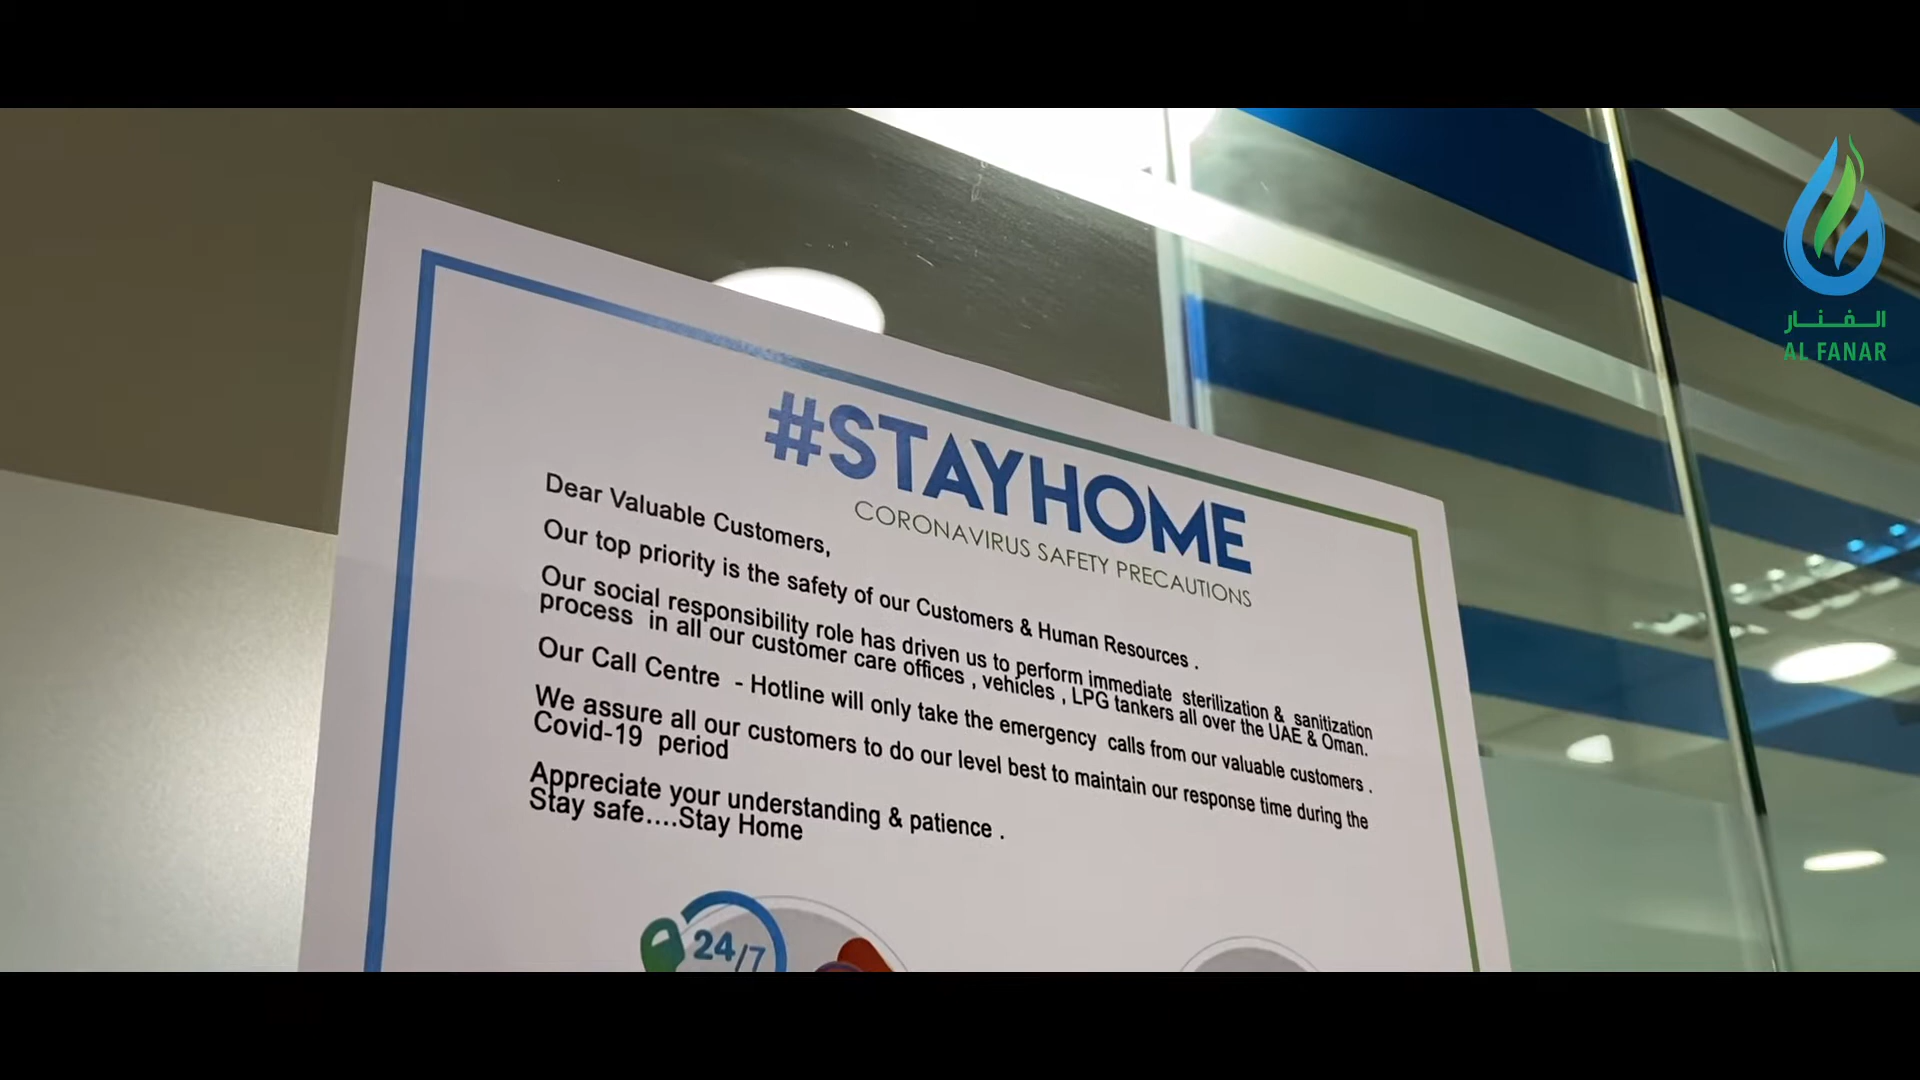 #STAYHOME
CORONAVIRUS SAFETY PRECAUTIONS
Dear Valuable Customers,
Our top priority is the safety of our Customers & Human Resources .
Our social responsibility role has driven us to perform immediate sterilization & sanitization
process in all our customer care offices , vehicles , LPG tankers all over the UAE & Oman.
Our Call Centre - Hotline will only take the emergency calls from our valuable customers .
We assure all our customers to do our level best to maintain our response time during the
Covid-19 period
Appreciate your understanding & patience .
Stay safe....Stay Home
24/7
الفنار
AL FANAR